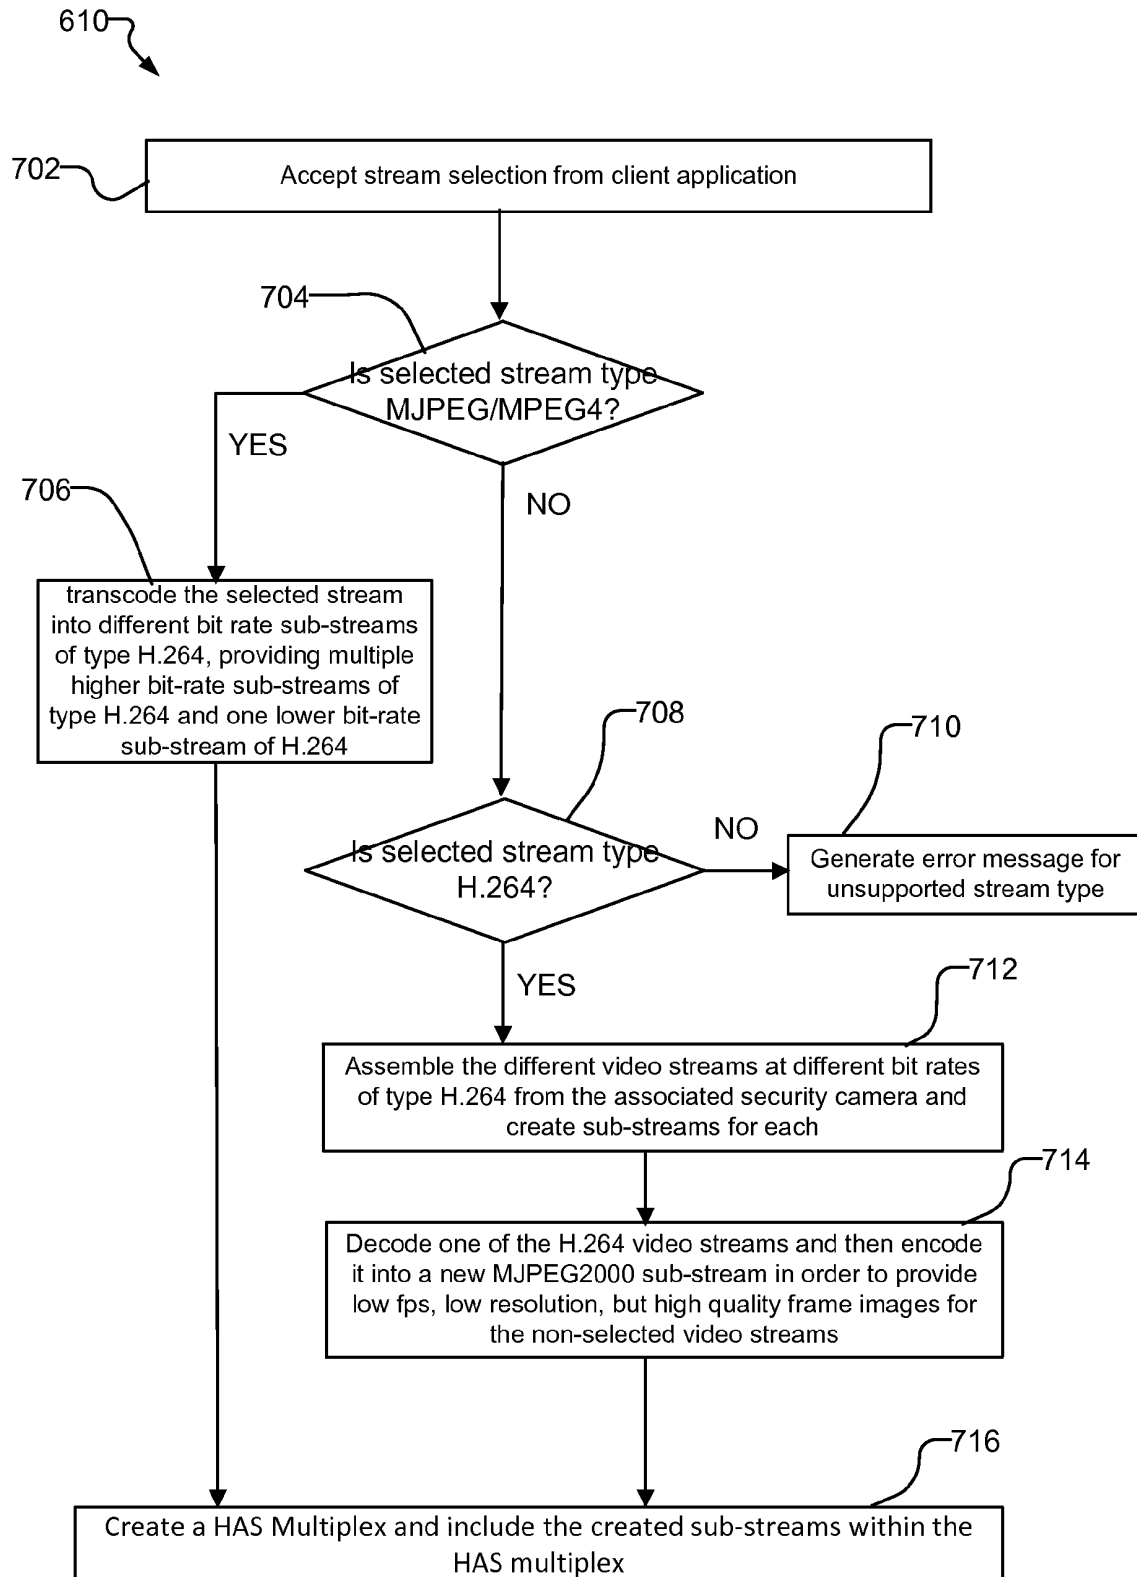 610
702
Accept stream selection from client application
704
Is selected stream type
MJPEG/MPEG4?
YES
NO
706
transcode the selected stream
into different bit rate sub-streams
of type H.264, providing multiple
higher bit-rate sub-streams of
type H.264 and one lower bit-rate
sub-stream of H.264
708
710
Is selected stream type
H.264?
NO
Generate error message for
unsupported stream type
YES
712
Assemble the different video streams at different bit rates
of type H.264 from the associated security camera and
create sub-streams for each
714
Decode one of the H.264 video streams and then encode
it into a new MJPEG2000 sub-stream in order to provide
low fps, low resolution, but high quality frame images for
the non-selected video streams
716
Create a HAS Multiplex and include the created sub-streams within the
HAS multiplex